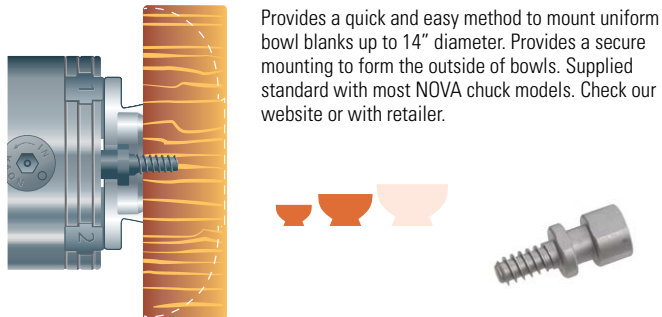 Provides a quick and easy method to mount uniform
bowl blanks up to 14” diameter. Provides a secure
mounting to form the outside of bowls. Supplied
standard with most NOVA chuck models. Check our
website or with retailer.
1
2